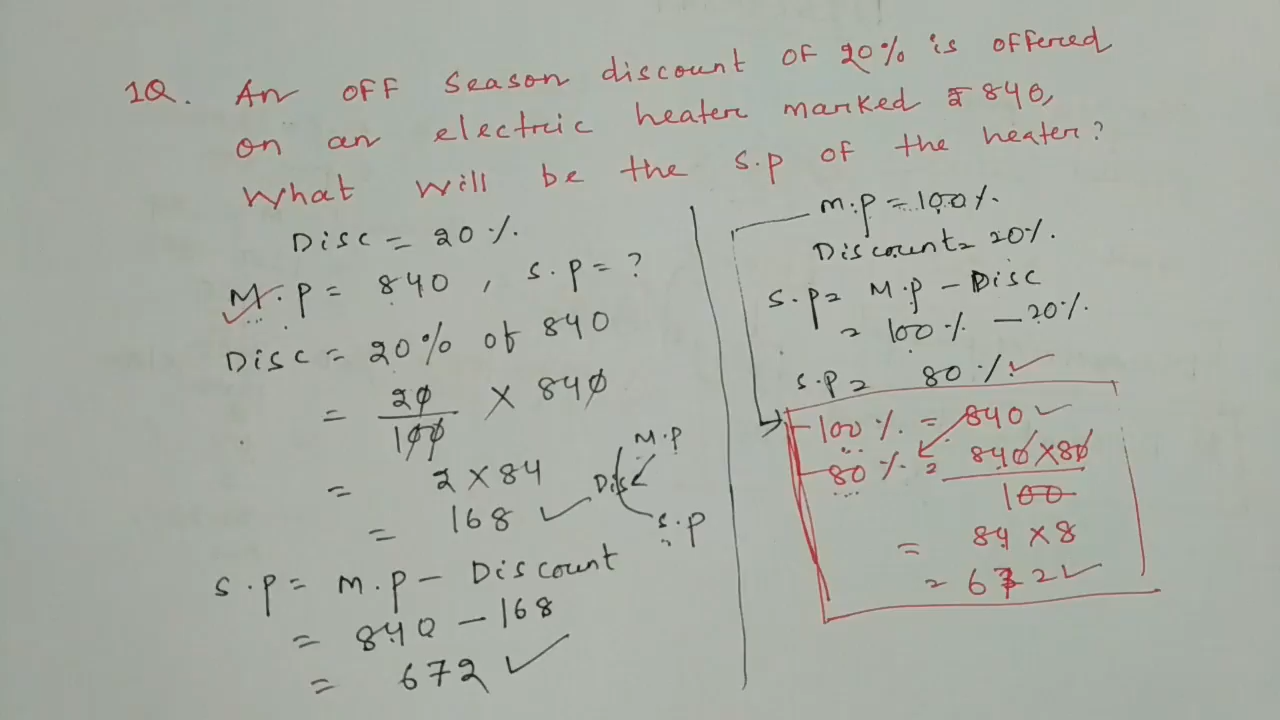 1Q. An OFF Season discount OF 20% is offered
on an electric heater marked ₹ 840,
What will be the s.p of the heater?
Disc = 20%.
M.p = 840, s.p = ?
Disc = 20% of 840
= 20/100 × 840
= 2 × 84
= 168 ✓
M.P
Disc
s.p
s.p = M.p - Discount
= 840 - 168
= 672 ✓
M.p = 100%.
Discount = 20%.
s.p = M.p - Disc
= 100% - 20%.
s.p = 80% ✓
100% = 840 ✓
80% = 840×80/100
= 84 × 8
= 672 ✓